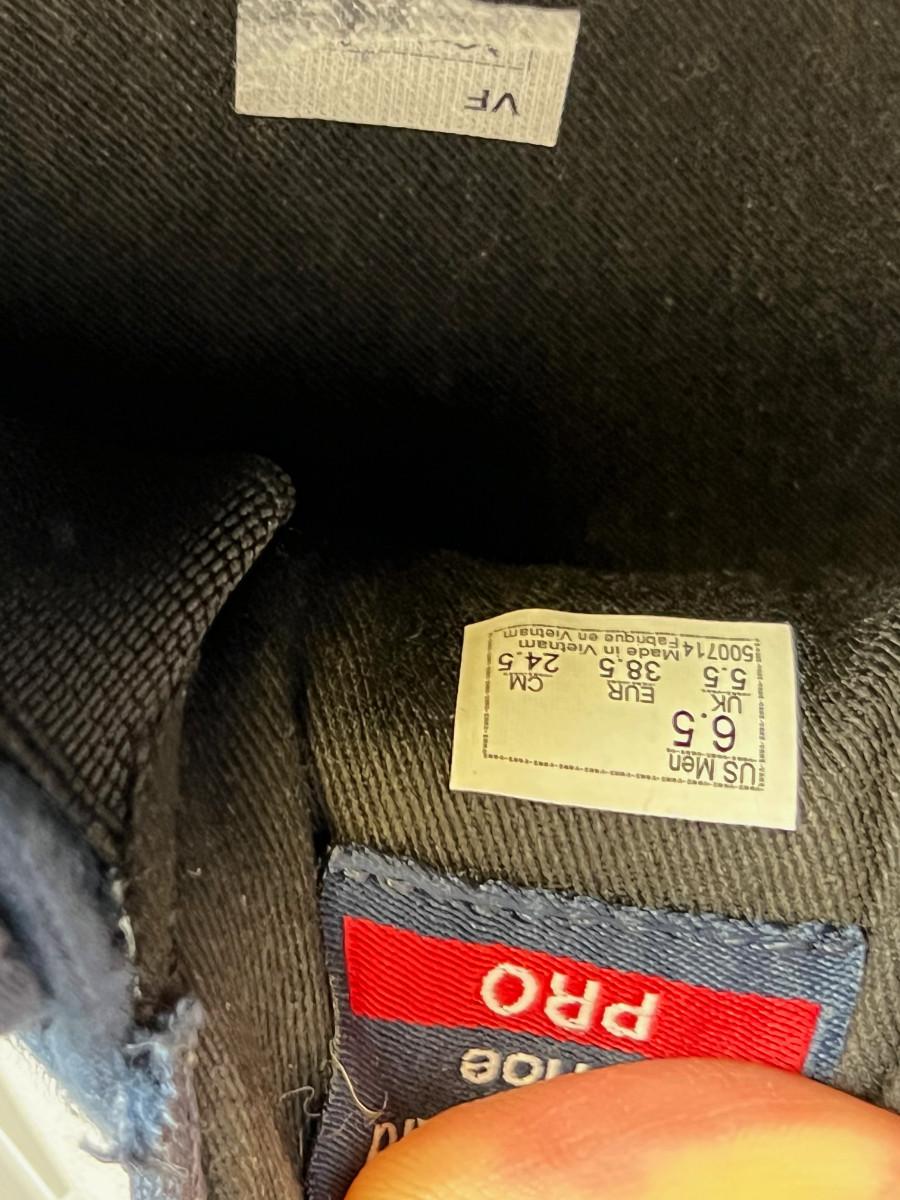 VF
US Men
6.5
UK EUR CM
5.5 38.5 24.5
500714 Made in Vietnam
Fabrique en Vietnam
PRO